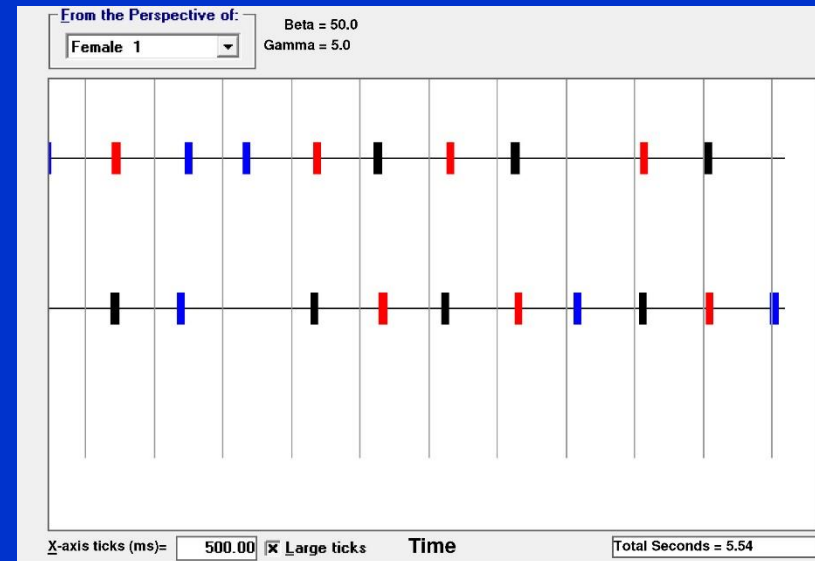 From the Perspective of:
Female 1
Beta = 50.0
Gamma = 5.0
X-axis ticks (ms)= 500.00 Large ticks Time Total Seconds = 5.54